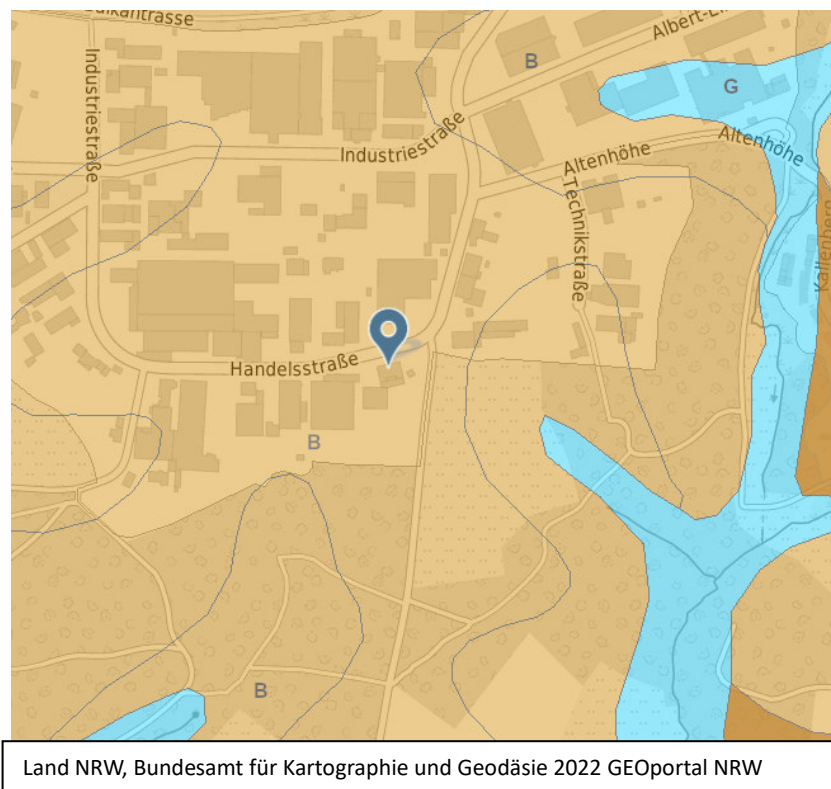 Albert-
B
G
Industriestraße
Industriestraße
Altenhöhe
Altenhöhe
Technikstraße
Handelsstraße
B
B
Land NRW, Bundesamt für Kartographie und Geodäsie 2022 GEOportal NRW